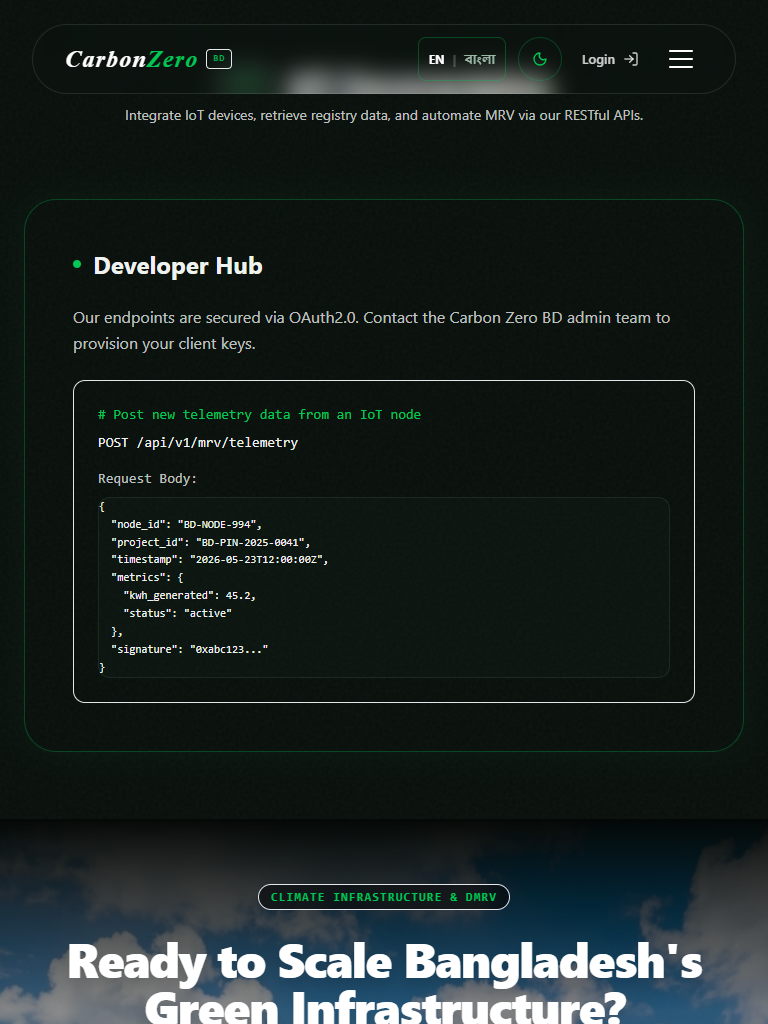 CarbonZero BD EN | বাংলা Login
Integrate IoT devices, retrieve registry data, and automate MRV via our RESTful APIs.
Developer Hub
Our endpoints are secured via OAuth2.0. Contact the Carbon Zero BD admin team to
provision your client keys.
# Post new telemetry data from an IoT node
POST /api/v1/mrv/telemetry
Request Body:
{
"node_id": "BD-NODE-994",
"project_id": "BD-PIN-2025-0041",
"timestamp": "2026-05-23T12:00:00Z",
"metrics": {
"kwh_generated": 45.2,
"status": "active"
},
"signature": "0xabc123..."
}
CLIMATE INFRASTRUCTURE & DMRV
Ready to Scale Bangladesh's
Green Infrastructure?